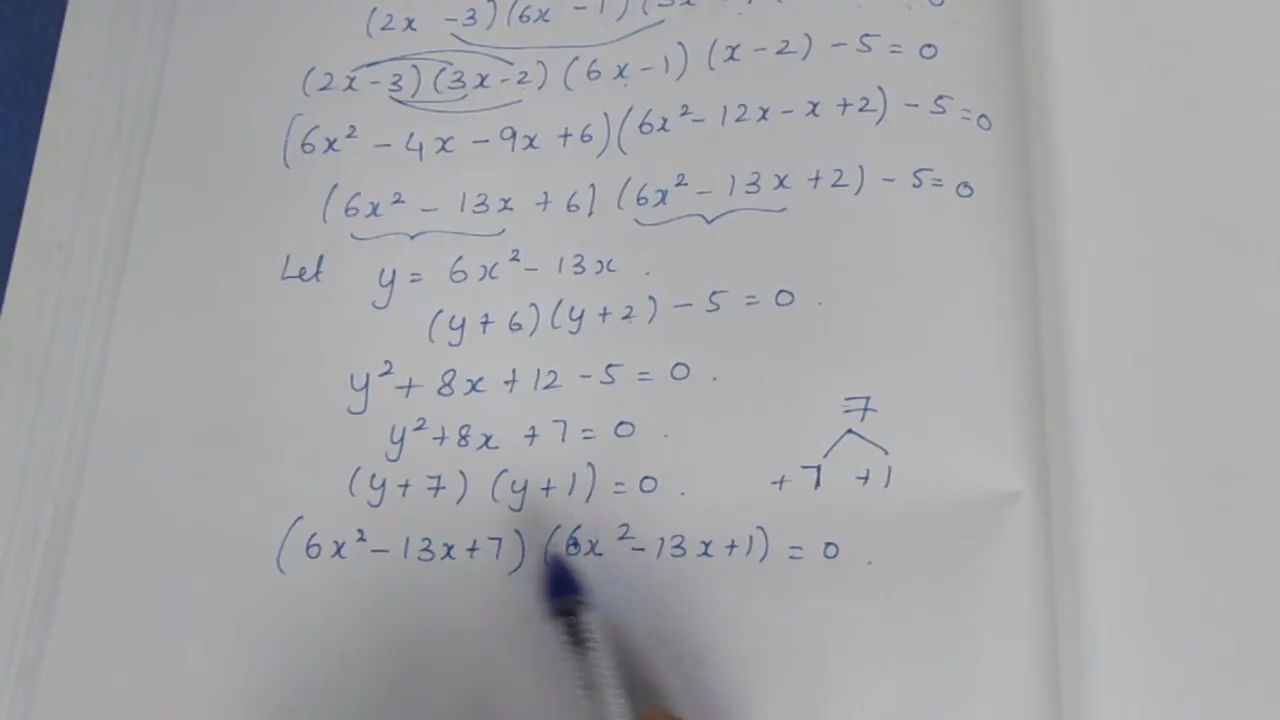 (2x - 3) (6x - 1) (3x
(2x - 3) (3x - 2) (6x - 1) (x - 2) - 5 = 0
(6x² - 4x - 9x + 6) (6x² - 12x - x + 2) - 5 = 0
(6x² - 13x + 6] (6x² - 13x + 2) - 5 = 0
Let y = 6x² - 13x .
(y + 6) (y + 2) - 5 = 0 .
y² + 8x + 12 - 5 = 0 .
y² + 8x + 7 = 0 .
7
(y + 7) (y + 1) = 0 .
+7 +1
(6x² - 13x + 7) (6x² - 13x + 1) = 0 .